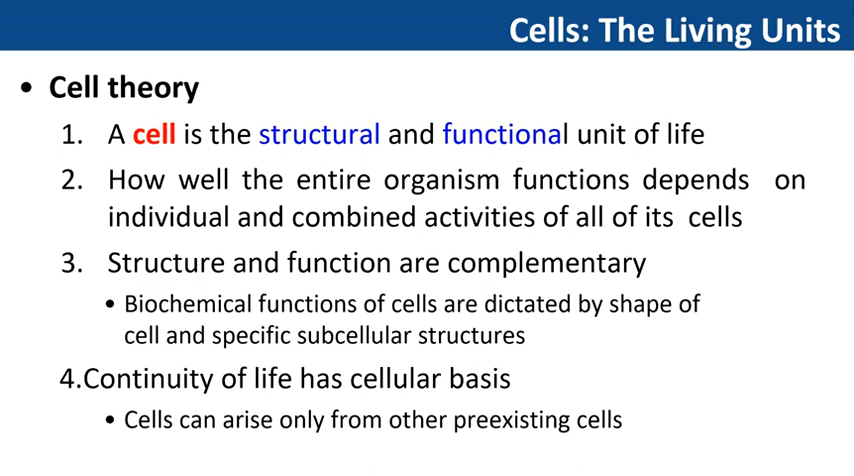 Cells: The Living Units
• Cell theory
1. A cell is the structural and functional unit of life
2. How well the entire organism functions depends on
individual and combined activities of all of its cells
3. Structure and function are complementary
• Biochemical functions of cells are dictated by shape of
cell and specific subcellular structures
4.Continuity of life has cellular basis
• Cells can arise only from other preexisting cells